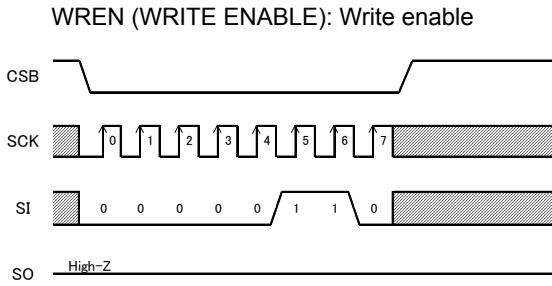 WREN (WRITE ENABLE): Write enable
CSB
SCK 0 1 2 3 4 5 6 7
SI 0 0 0 0 0 1 1 0
SO High-Z